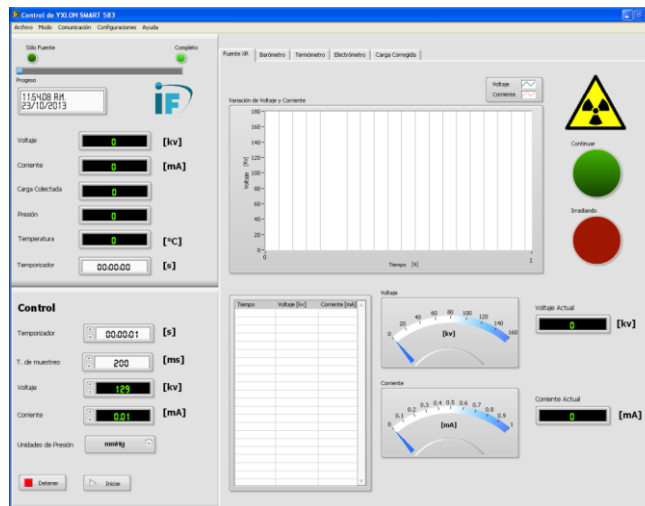 Control de YXLON SMART 583
Archivo Modo Comunicación Configuraciones Ayuda
Sólo Fuente
Completo
Progreso
11:54:08 A.M.
23/10/2013
iF
Voltaje 0 [kv]
Corriente 0 [mA]
Carga Colectada 0
Presión 0
Temperatura 0 [ºC]
Temporizador 00:00:00 [s]
Control
Temporizador 00:00:01 [s]
T. de muestreo 200 [ms]
Voltaje 129 [kv]
Corriente 0.01 [mA]
Unidades de Presión mmHg
Detener Iniciar
Fuente XR Barómetro Termómetro Electrómetro Carga Corregida
Voltaje
Corriente
Variación de Voltaje y Corriente
Voltaje [Kv]
180
160
140
120
100
80
60
40
20
0
0 1
Tiempo [S]
Continuar
Irradiando
Tiempo Voltaje [kv] Corriente [mA]
Voltaje
0 20 40 60 80 100 120 140 160
[kv]
Voltaje Actual
0 [kv]
Corriente
0 0.1 0.2 0.3 0.4 0.5 0.6 0.7 0.8 0.9 1
[mA]
Corriente Actual
0 [mA]